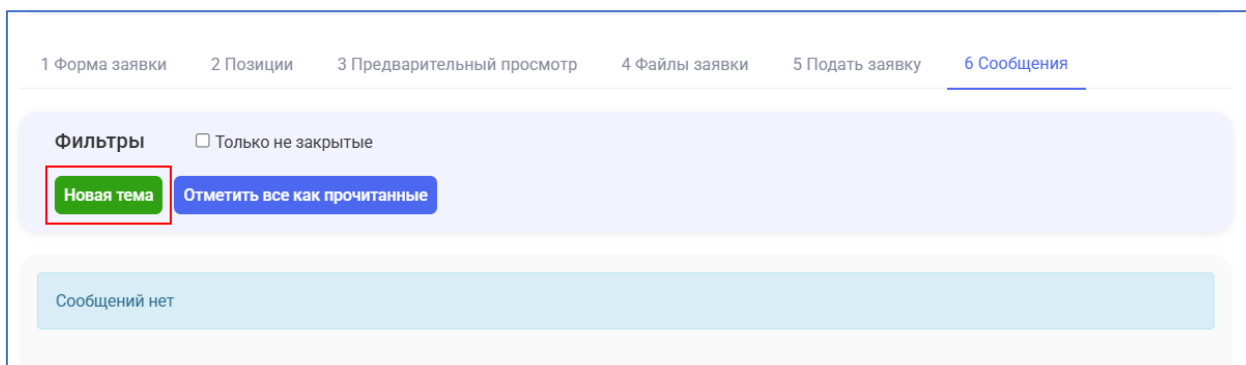 1 Форма заявки 2 Позиции 3 Предварительный просмотр 4 Файлы заявки 5 Подать заявку 6 Сообщения
Фильтры Только не закрытые
Новая тема Отметить все как прочитанные
Сообщений нет